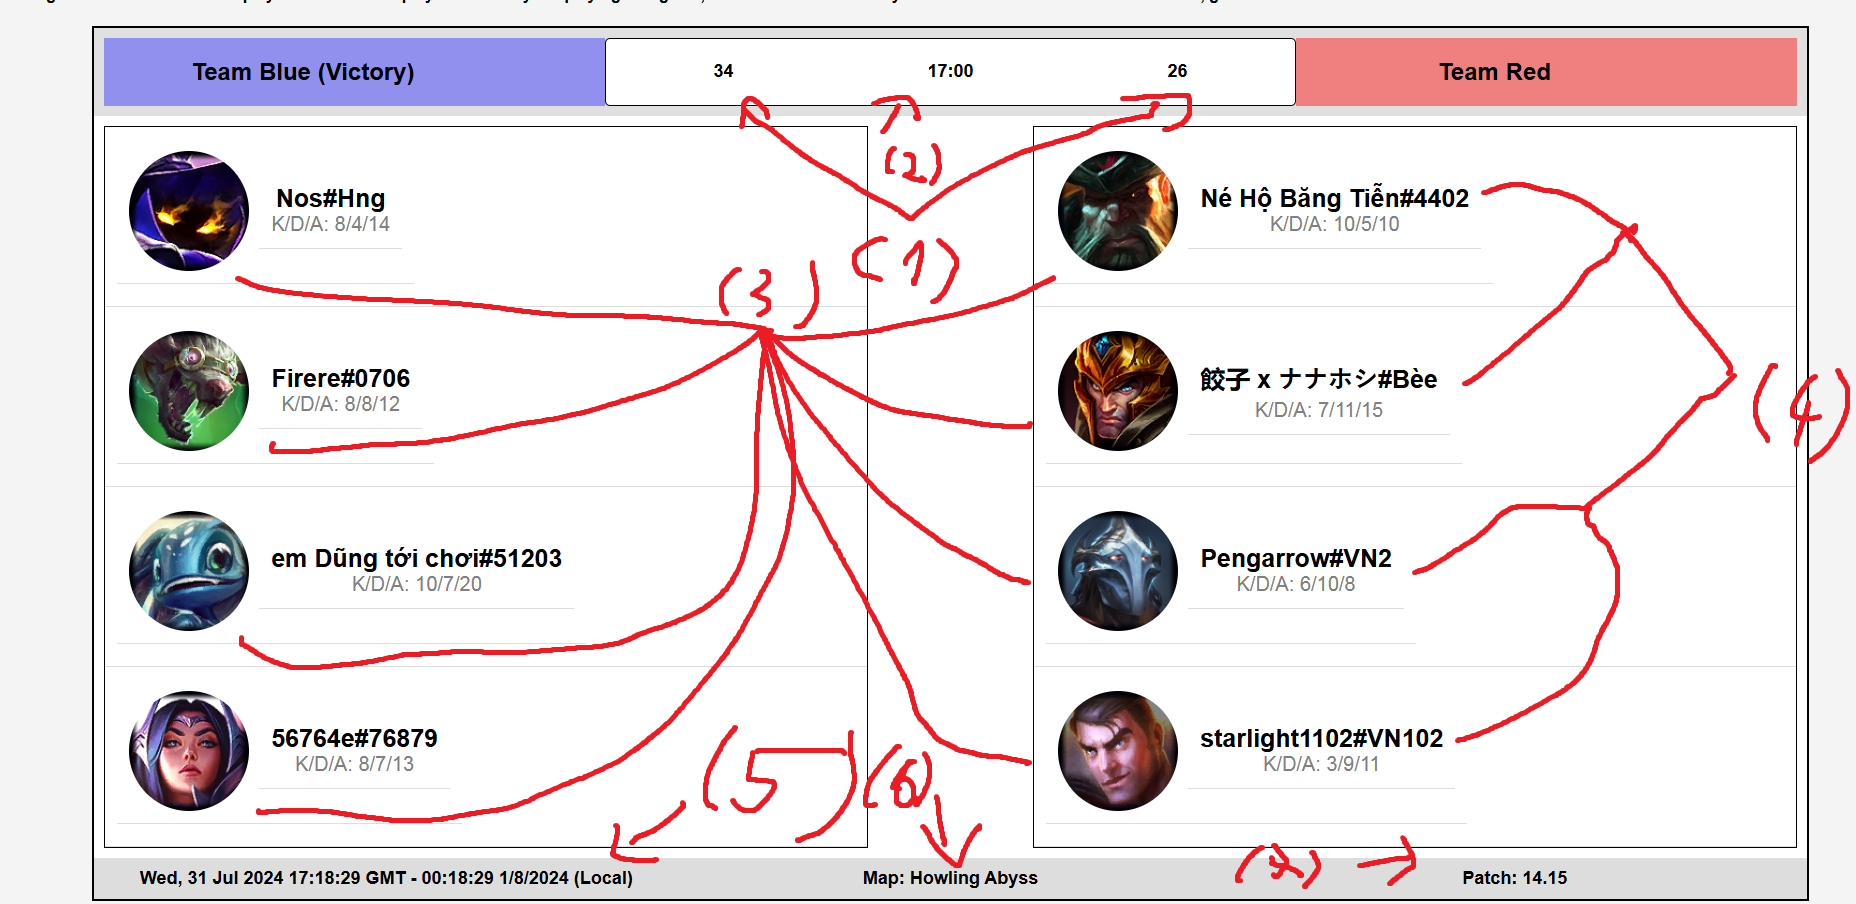 Team Blue (Victory) 34 17:00 26 Team Red
(2)
Nos#Hng
K/D/A: 8/4/14
Né Hộ Băng Tiễn#4402
K/D/A: 10/5/10
(1)
(3)
Firere#0706
K/D/A: 8/8/12
餃子 x ナナホシ#Bèe
K/D/A: 7/11/15
(4)
em Dũng tới chơi#51203
K/D/A: 10/7/20
Pengarrow#VN2
K/D/A: 6/10/8
56764e#76879
K/D/A: 8/7/13
starlight1102#VN102
K/D/A: 3/9/11
(5) (6)
(7)
Wed, 31 Jul 2024 17:18:29 GMT - 00:18:29 1/8/2024 (Local) Map: Howling Abyss Patch: 14.15